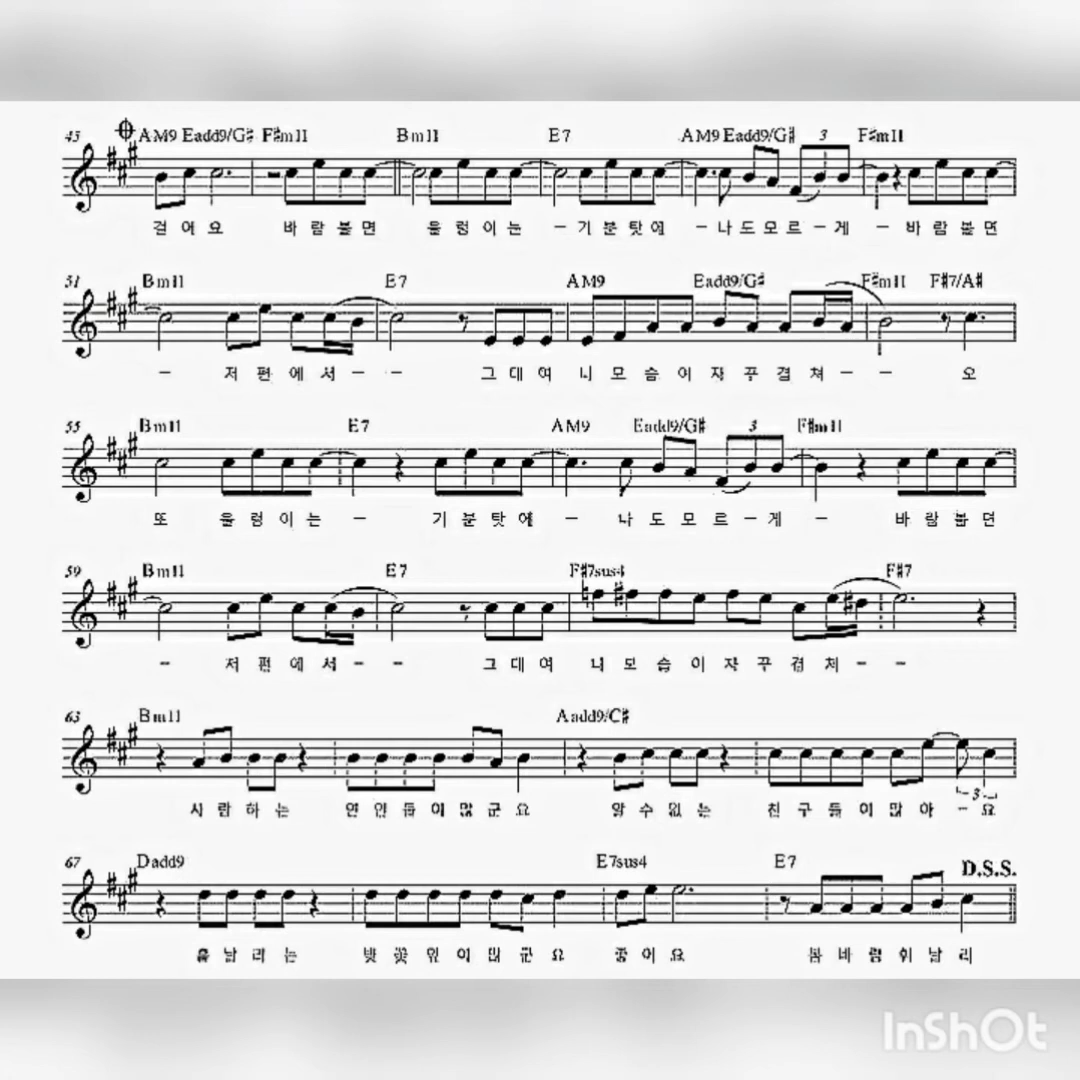 45 AM9 Eadd9/G# F#m11 Bm11 E7 AM9 Eadd9/G# 3 F#m11
걸 어 요 바 람 불 면 울 렁 이 는 - 기 분 탓 에 - 나 도 모 르 - 게 - 바 람 불 면
51 Bm11 E7 AM9 Eadd9/G# F#m11 F#7/A#
- 저 편 에 서 - - 그 대 여 니 모 습 이 자 꾸 겹 쳐 - - 오
55 Bm11 E7 AM9 Eadd9/G# 3 F#m11
또 울 렁 이 는 - 기 분 탓 에 - 나 도 모 르 - 게 - 바 람 불 면
59 Bm11 E7 F#7sus4 F#7
- 저 편 에 서 - - 그 대 여 니 모 습 이 자 꾸 겹 쳐 - -
63 Bm11 Aadd9/C#
3
사 랑 하 는 연 인 들 이 많 군 요 알 수 없 는 친 구 들 이 많 아 - 요
67 Dadd9 E7sus4 E7 D.S.S.
흩 날 리 는 벚 꽃 잎 이 많 군 요 좋 아 요 봄 바 람 휘 날 리
InShOt